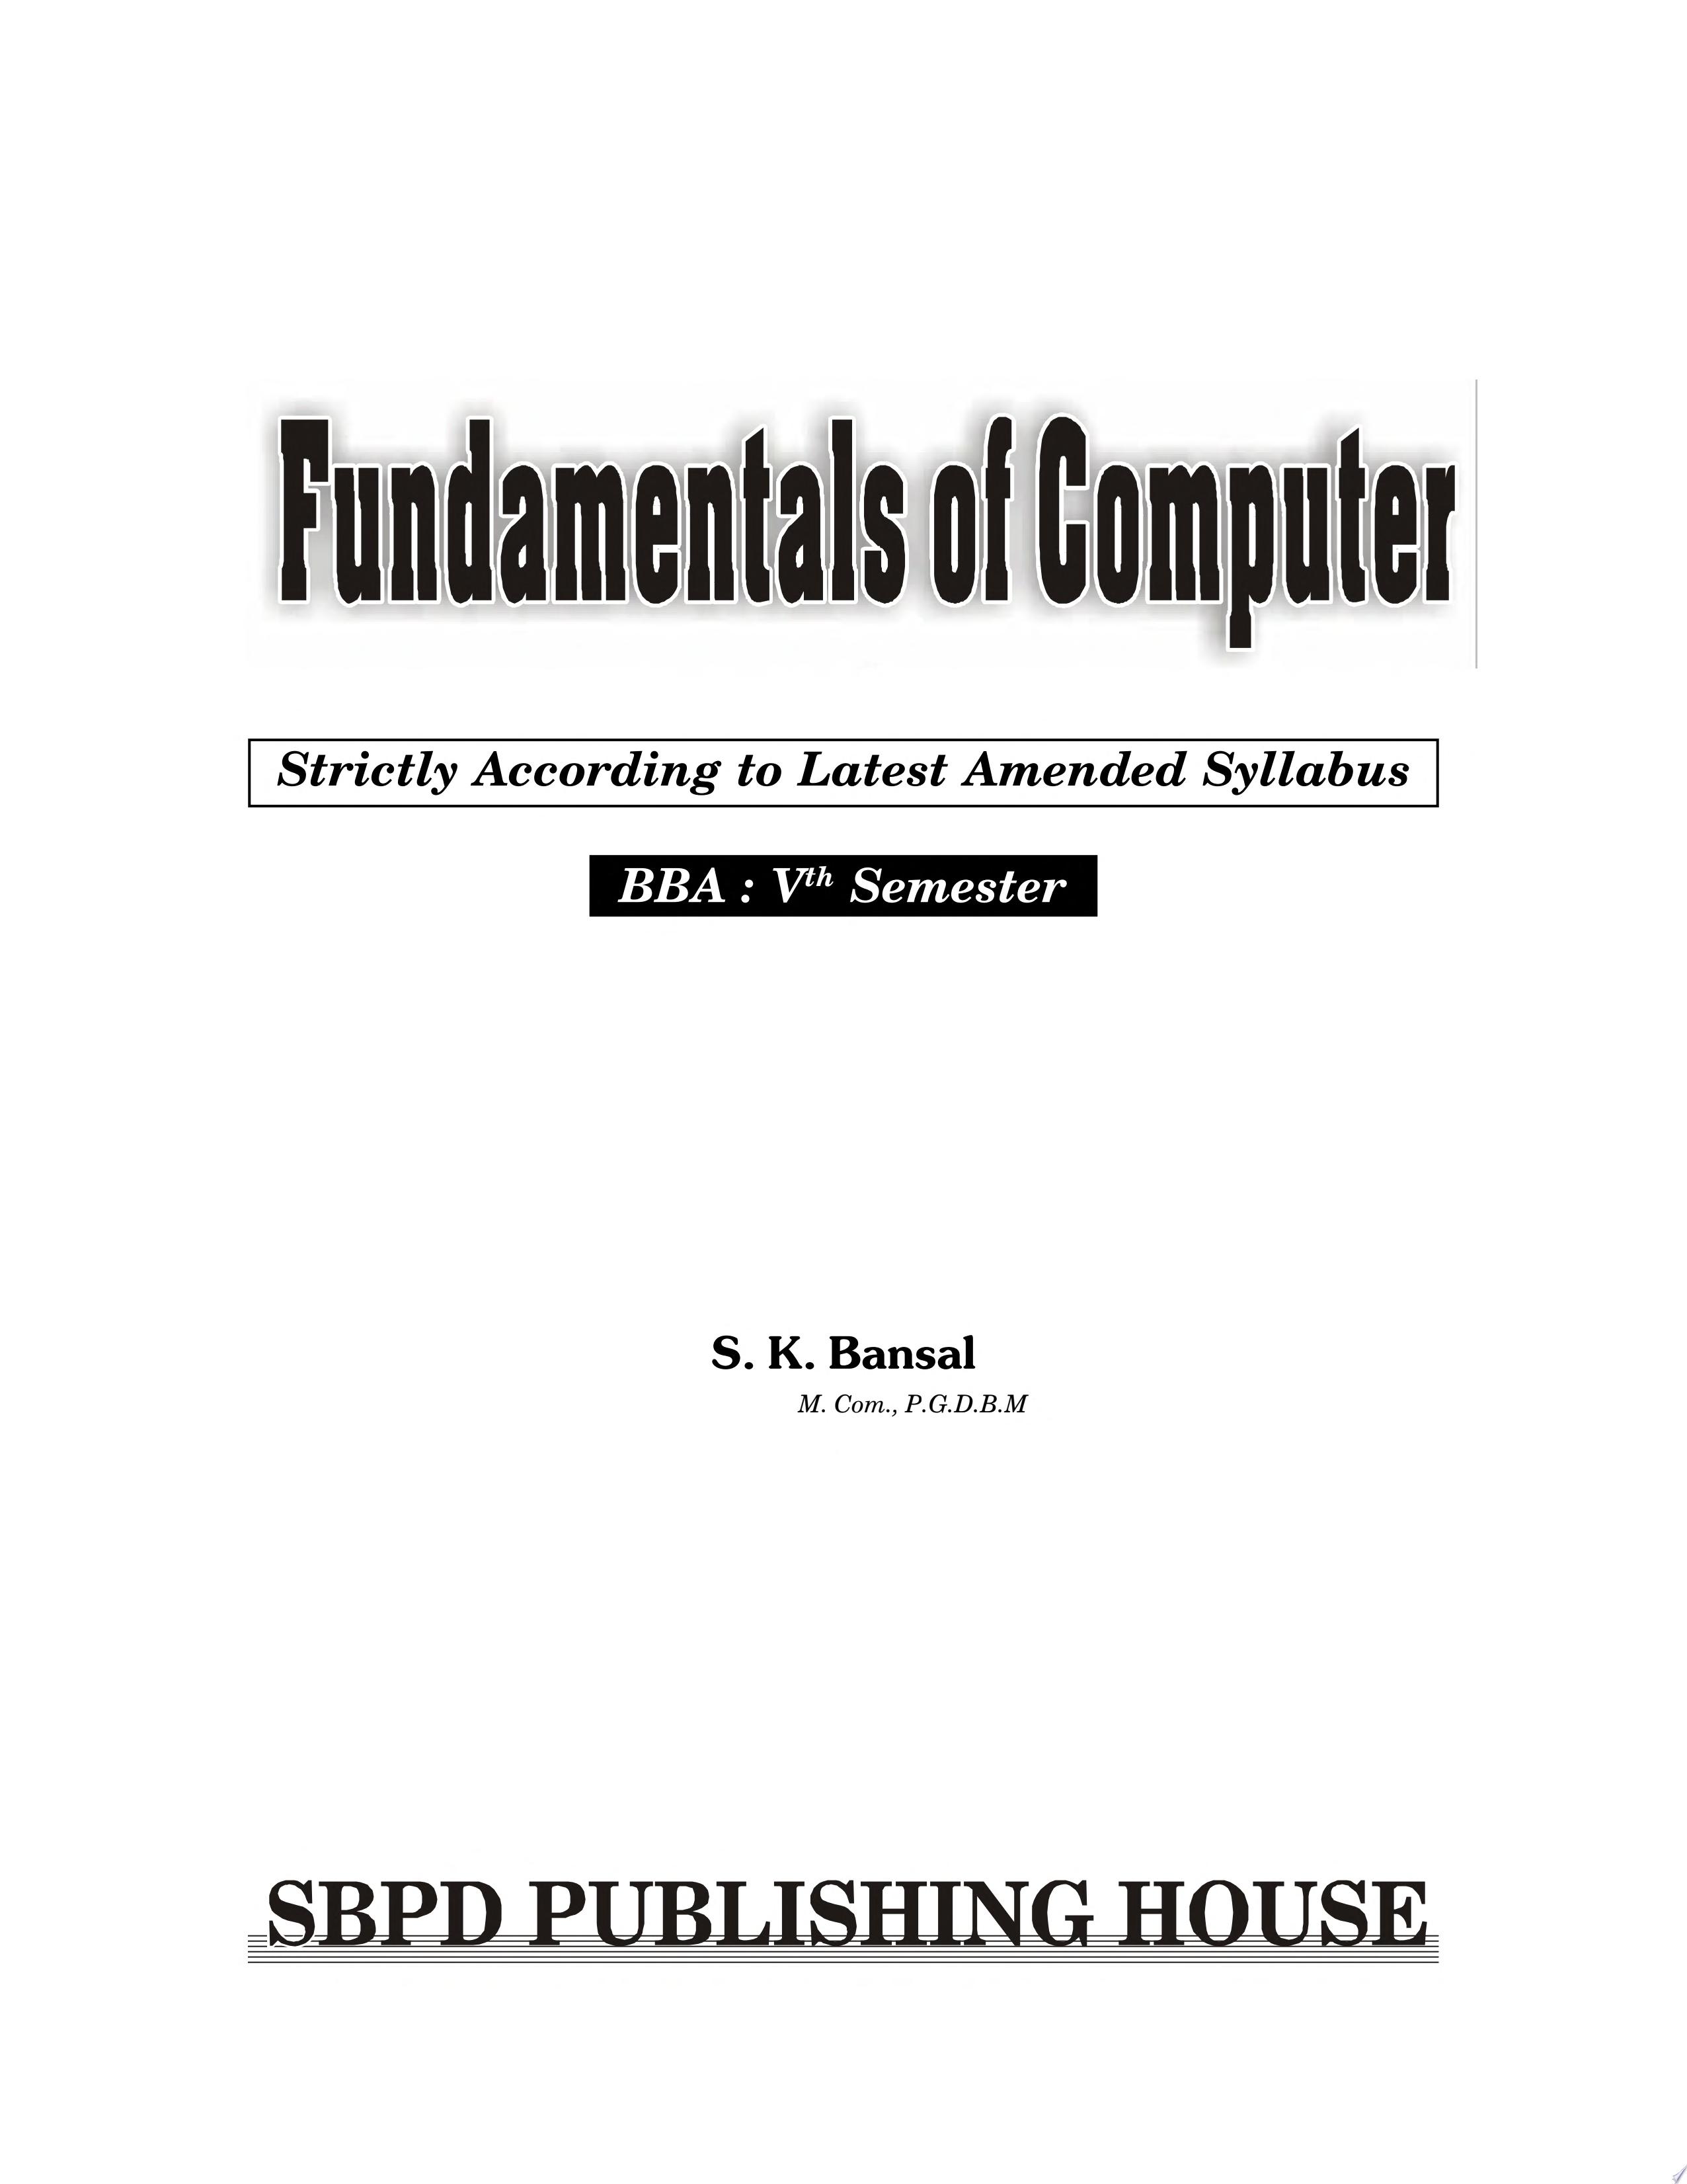 Fundamentals of Computer
Strictly According to Latest Amended Syllabus
BBA : Vth Semester
S. K. Bansal
M. Com., P.G.D.B.M
SBPD PUBLISHING HOUSE